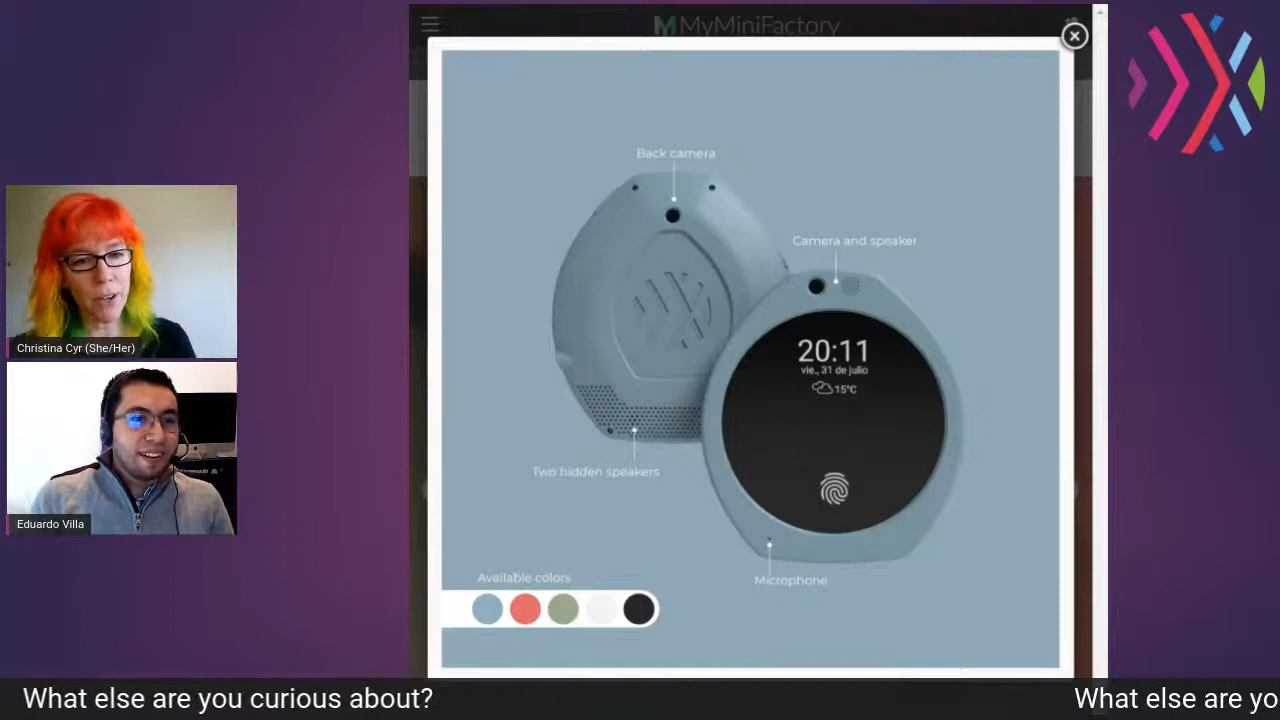 MyMiniFactory
Back camera
Camera and speaker
20:11
vie., 31 de julio
15°C
Two hidden speakers
Available colors
Microphone
Christina Cyr (She/Her)
Eduardo Villa
What else are you curious about?
What else are yo